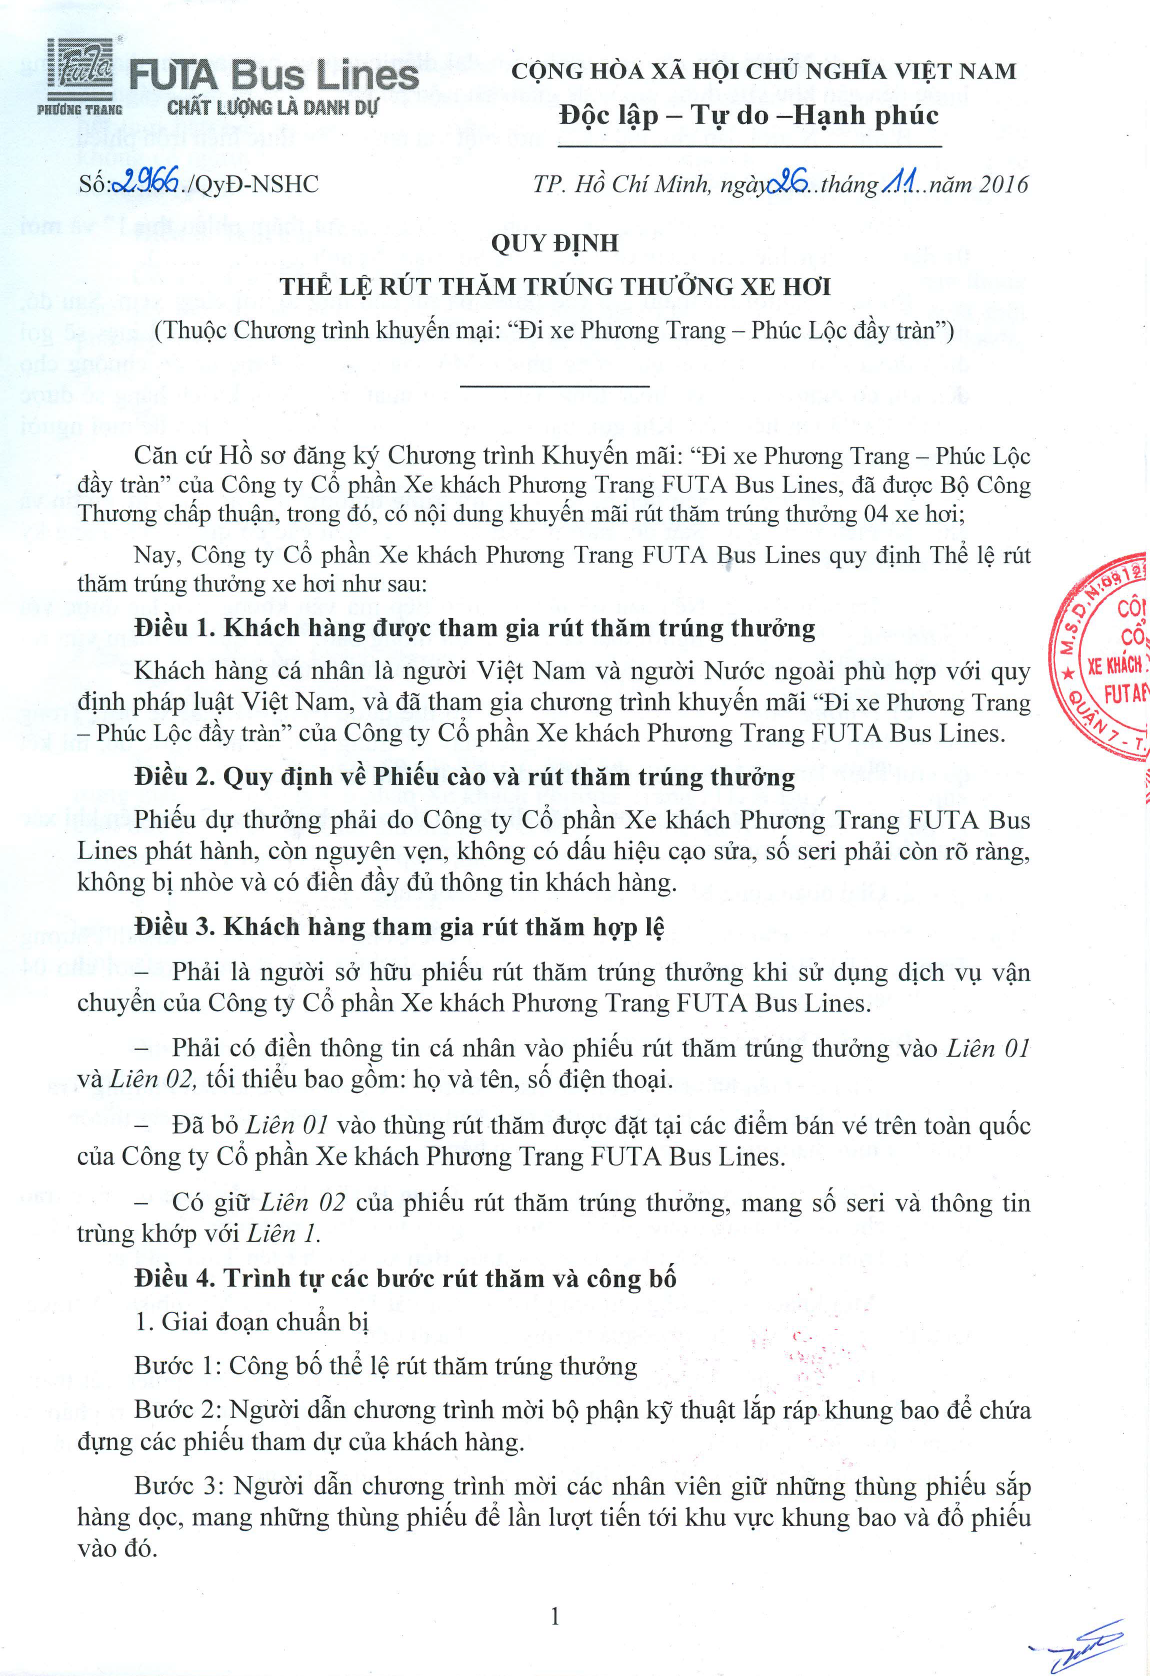 FuTa
PHƯƠNG TRANG
FUTA Bus Lines
CHẤT LƯỢNG LÀ DANH DỰ
CỘNG HÒA XÃ HỘI CHỦ NGHĨA VIỆT NAM
Độc lập – Tự do –Hạnh phúc
Số:2966./QyĐ-NSHC
TP. Hồ Chí Minh, ngày 26 tháng 11 năm 2016
QUY ĐỊNH
THỂ LỆ RÚT THĂM TRÚNG THƯỞNG XE HƠI
(Thuộc Chương trình khuyến mại: “Đi xe Phương Trang – Phúc Lộc đầy tràn”)
Căn cứ Hồ sơ đăng ký Chương trình Khuyến mãi: “Đi xe Phương Trang – Phúc Lộc
đầy tràn” của Công ty Cổ phần Xe khách Phương Trang FUTA Bus Lines, đã được Bộ Công
Thương chấp thuận, trong đó, có nội dung khuyến mãi rút thăm trúng thưởng 04 xe hơi;
Nay, Công ty Cổ phần Xe khách Phương Trang FUTA Bus Lines quy định Thể lệ rút
thăm trúng thưởng xe hơi như sau:
Điều 1. Khách hàng được tham gia rút thăm trúng thưởng
Khách hàng cá nhân là người Việt Nam và người Nước ngoài phù hợp với quy
định pháp luật Việt Nam, và đã tham gia chương trình khuyến mãi “Đi xe Phương Trang
– Phúc Lộc đầy tràn” của Công ty Cổ phần Xe khách Phương Trang FUTA Bus Lines.
Điều 2. Quy định về Phiếu cào và rút thăm trúng thưởng
Phiếu dự thưởng phải do Công ty Cổ phần Xe khách Phương Trang FUTA Bus
Lines phát hành, còn nguyên vẹn, không có dấu hiệu cạo sửa, số seri phải còn rõ ràng,
không bị nhòe và có điền đầy đủ thông tin khách hàng.
Điều 3. Khách hàng tham gia rút thăm hợp lệ
Phải là người sở hữu phiếu rút thăm trúng thưởng khi sử dụng dịch vụ vận
chuyển của Công ty Cổ phần Xe khách Phương Trang FUTA Bus Lines.
– Phải có điền thông tin cá nhân vào phiếu rút thăm trúng thưởng vào Liên 01
và Liên 02, tối thiểu bao gồm: họ và tên, số điện thoại.
– Đã bỏ Liên 01 vào thùng rút thăm được đặt tại các điểm bán vé trên toàn quốc
của Công ty Cổ phần Xe khách Phương Trang FUTA Bus Lines.
– Có giữ Liên 02 của phiếu rút thăm trúng thưởng, mang số seri và thông tin
trùng khớp với Liên 1.
Điều 4. Trình tự các bước rút thăm và công bố
1. Giai đoạn chuẩn bị
Bước 1: Công bố thể lệ rút thăm trúng thưởng
Bước 2: Người dẫn chương trình mời bộ phận kỹ thuật lắp ráp khung bao để chứa
đựng các phiếu tham dự của khách hàng.
Bước 3: Người dẫn chương trình mời các nhân viên giữ những thùng phiếu sắp
hàng dọc, mang những thùng phiếu để lần lượt tiến tới khu vực khung bao và đổ phiếu
vào đó.
1
★ M.S.D.N:
XE KHÁCH
QUẬN 7 - T.